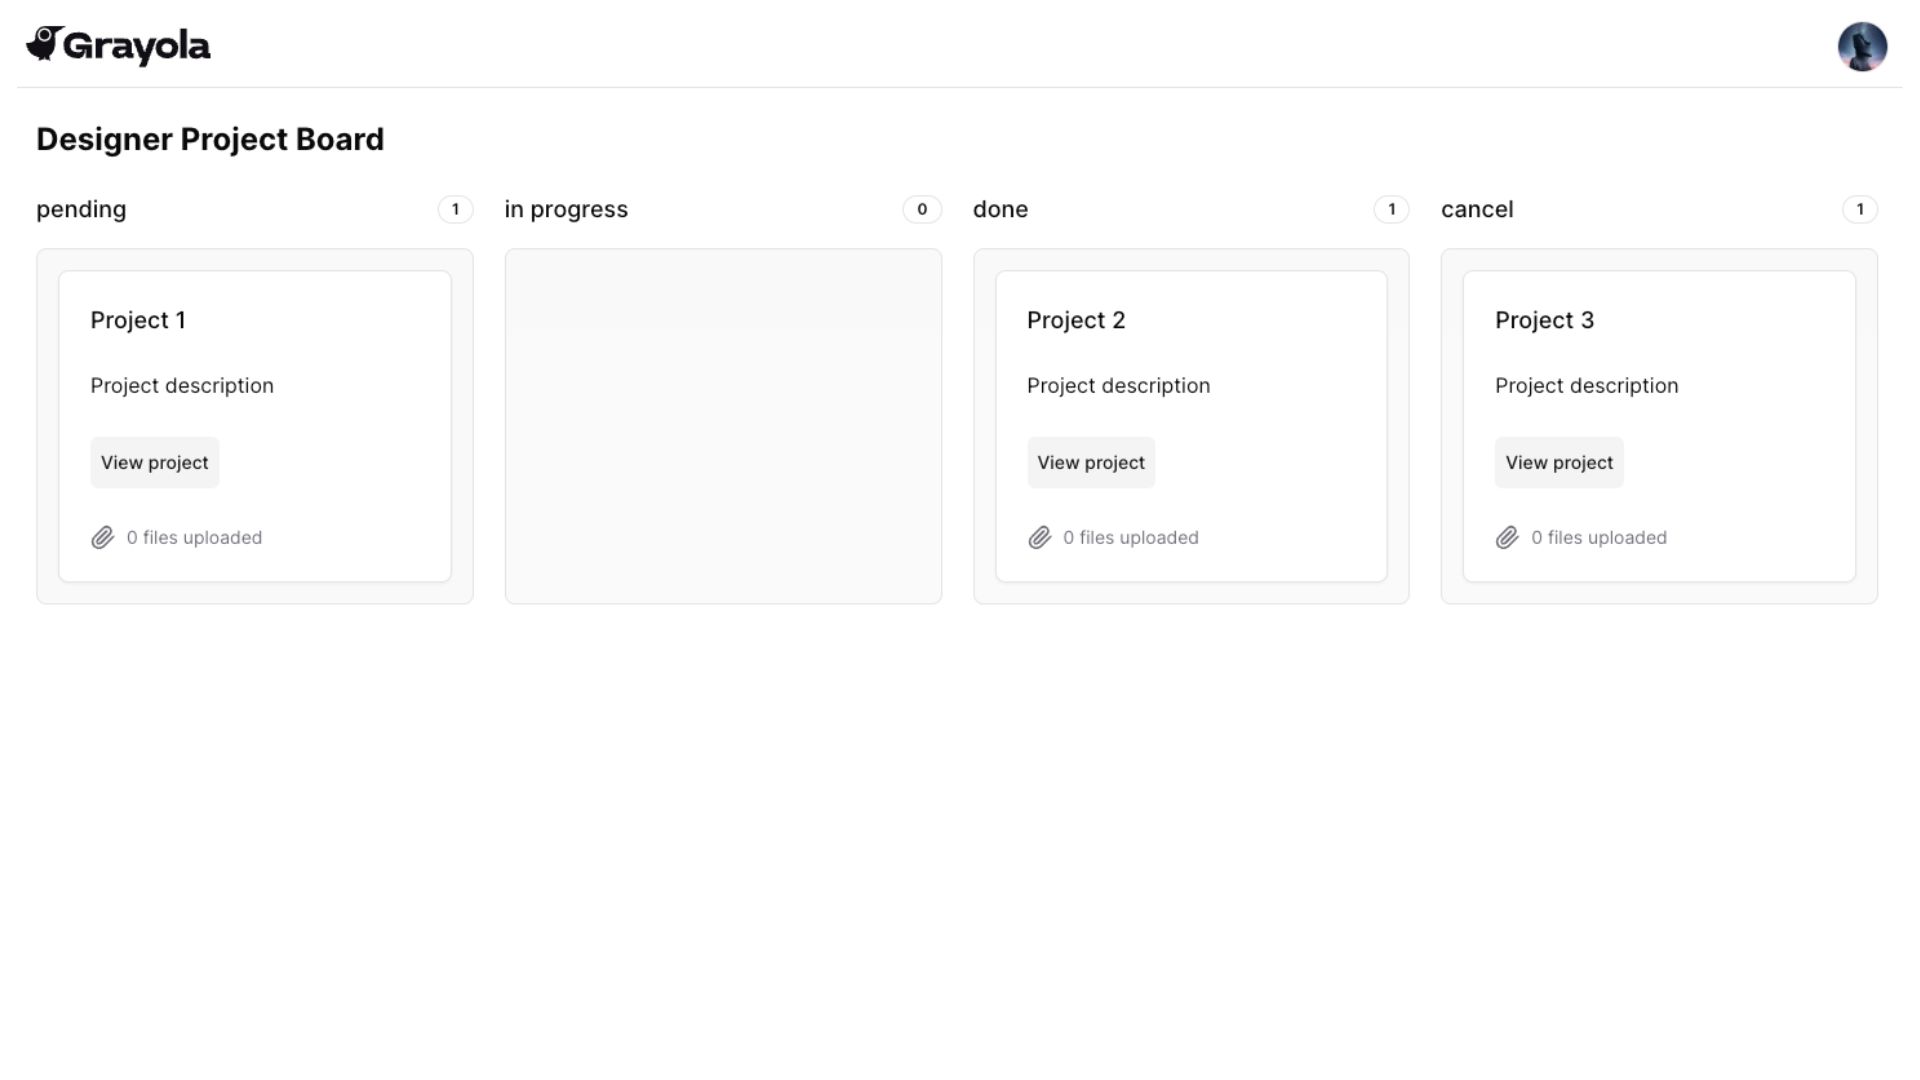 Grayola
Designer Project Board
pending 1
in progress 0
done 1
cancel 1
Project 1
Project description
View project
0 files uploaded
Project 2
Project description
View project
0 files uploaded
Project 3
Project description
View project
0 files uploaded